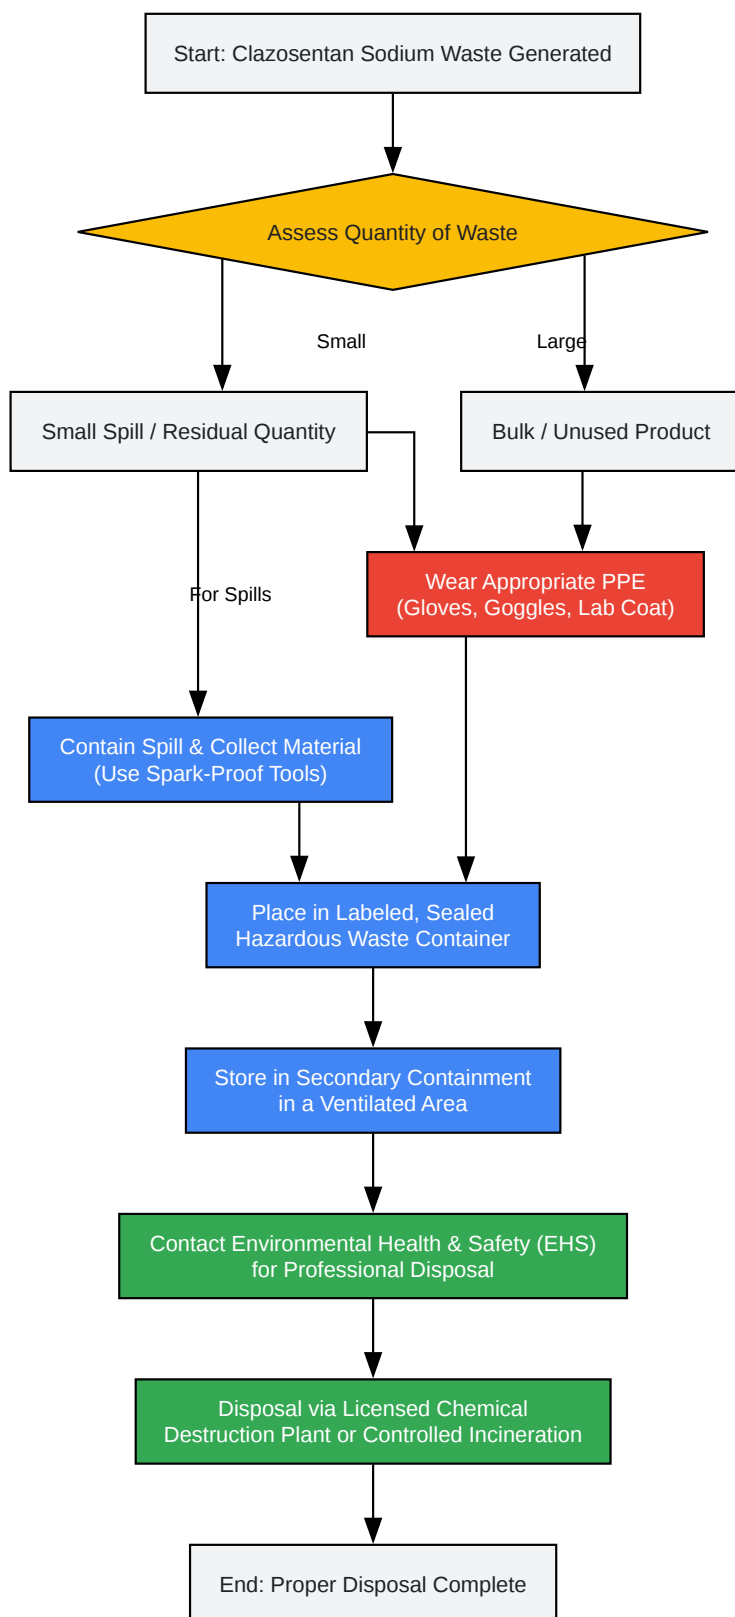 Start: Clazosentan Sodium Waste Generated
Assess Quantity of Waste
Small
Large
Small Spill / Residual Quantity
Bulk / Unused Product
Wear Appropriate PPE
(Gloves, Goggles, Lab Coat)
For Spills
Contain Spill & Collect Material
(Use Spark-Proof Tools)
Place in Labeled, Sealed
Hazardous Waste Container
Store in Secondary Containment
in a Ventilated Area
Contact Environmental Health & Safety (EHS)
for Professional Disposal
Disposal via Licensed Chemical
Destruction Plant or Controlled Incineration
End: Proper Disposal Complete